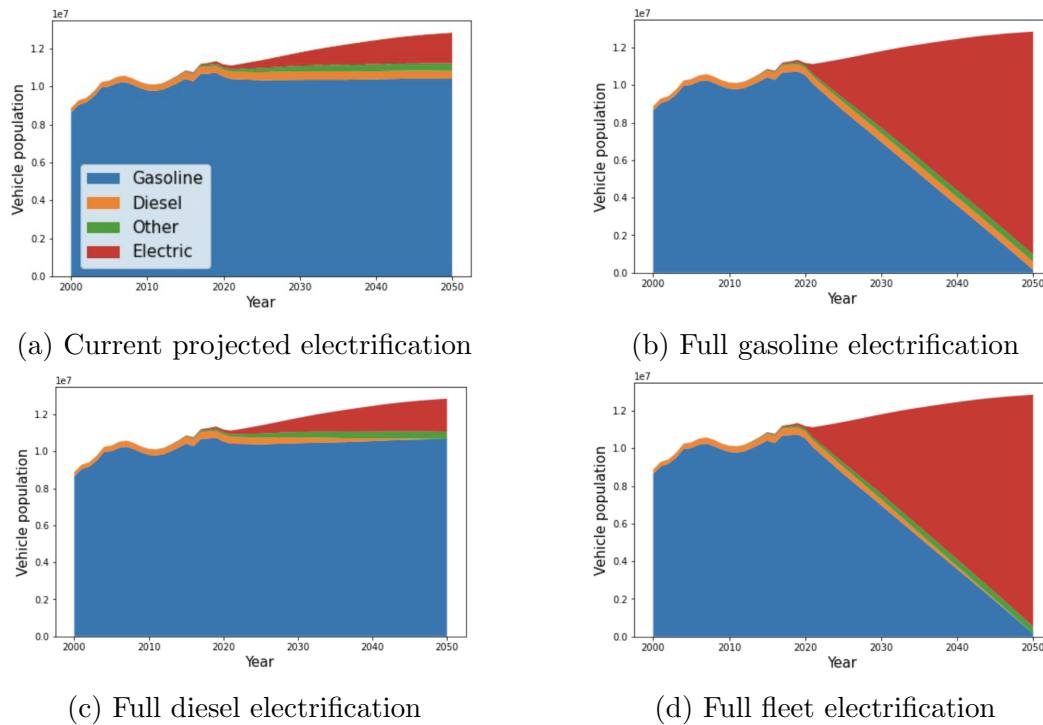 1e7
Vehicle population
1.2
1.0
0.8
0.6
0.4
0.2
0.0
Gasoline
Diesel
Other
Electric
2000 2010 2020 2030 2040 2050
Year
(a) Current projected electrification
1e7
Vehicle population
1.2
1.0
0.8
0.6
0.4
0.2
0.0
2000 2010 2020 2030 2040 2050
Year
(b) Full gasoline electrification
1e7
Vehicle population
1.2
1.0
0.8
0.6
0.4
0.2
0.0
2000 2010 2020 2030 2040 2050
Year
(c) Full diesel electrification
1e7
Vehicle population
1.2
1.0
0.8
0.6
0.4
0.2
0.0
2000 2010 2020 2030 2040 2050
Year
(d) Full fleet electrification